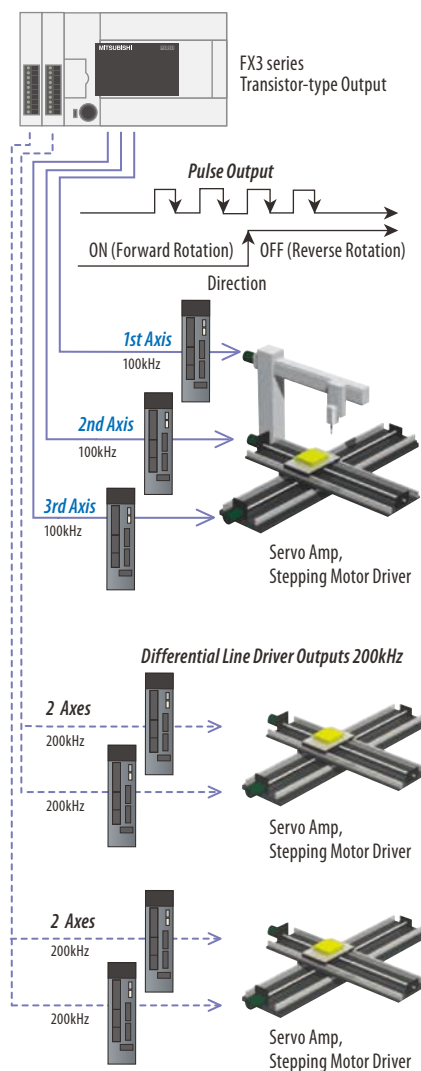 MITSUBISHI
FX3 series
Transistor-type Output
Pulse Output
ON (Forward Rotation)
OFF (Reverse Rotation)
Direction
1st Axis
100kHz
2nd Axis
100kHz
3rd Axis
100kHz
Servo Amp,
Stepping Motor Driver
Differential Line Driver Outputs 200kHz
2 Axes
200kHz
200kHz
Servo Amp,
Stepping Motor Driver
2 Axes
200kHz
200kHz
Servo Amp,
Stepping Motor Driver